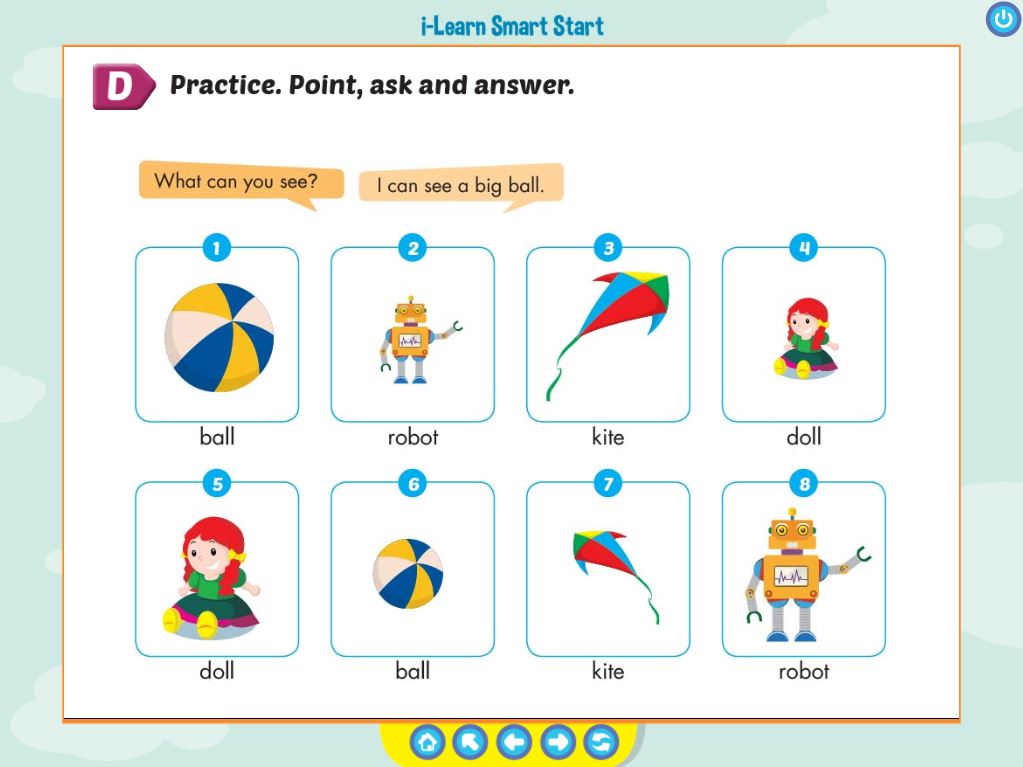 i-Learn Smart Start
D Practice. Point, ask and answer.
What can you see? I can see a big ball.
1 2 3 4
ball robot kite doll
5 6 7 8
doll ball kite robot